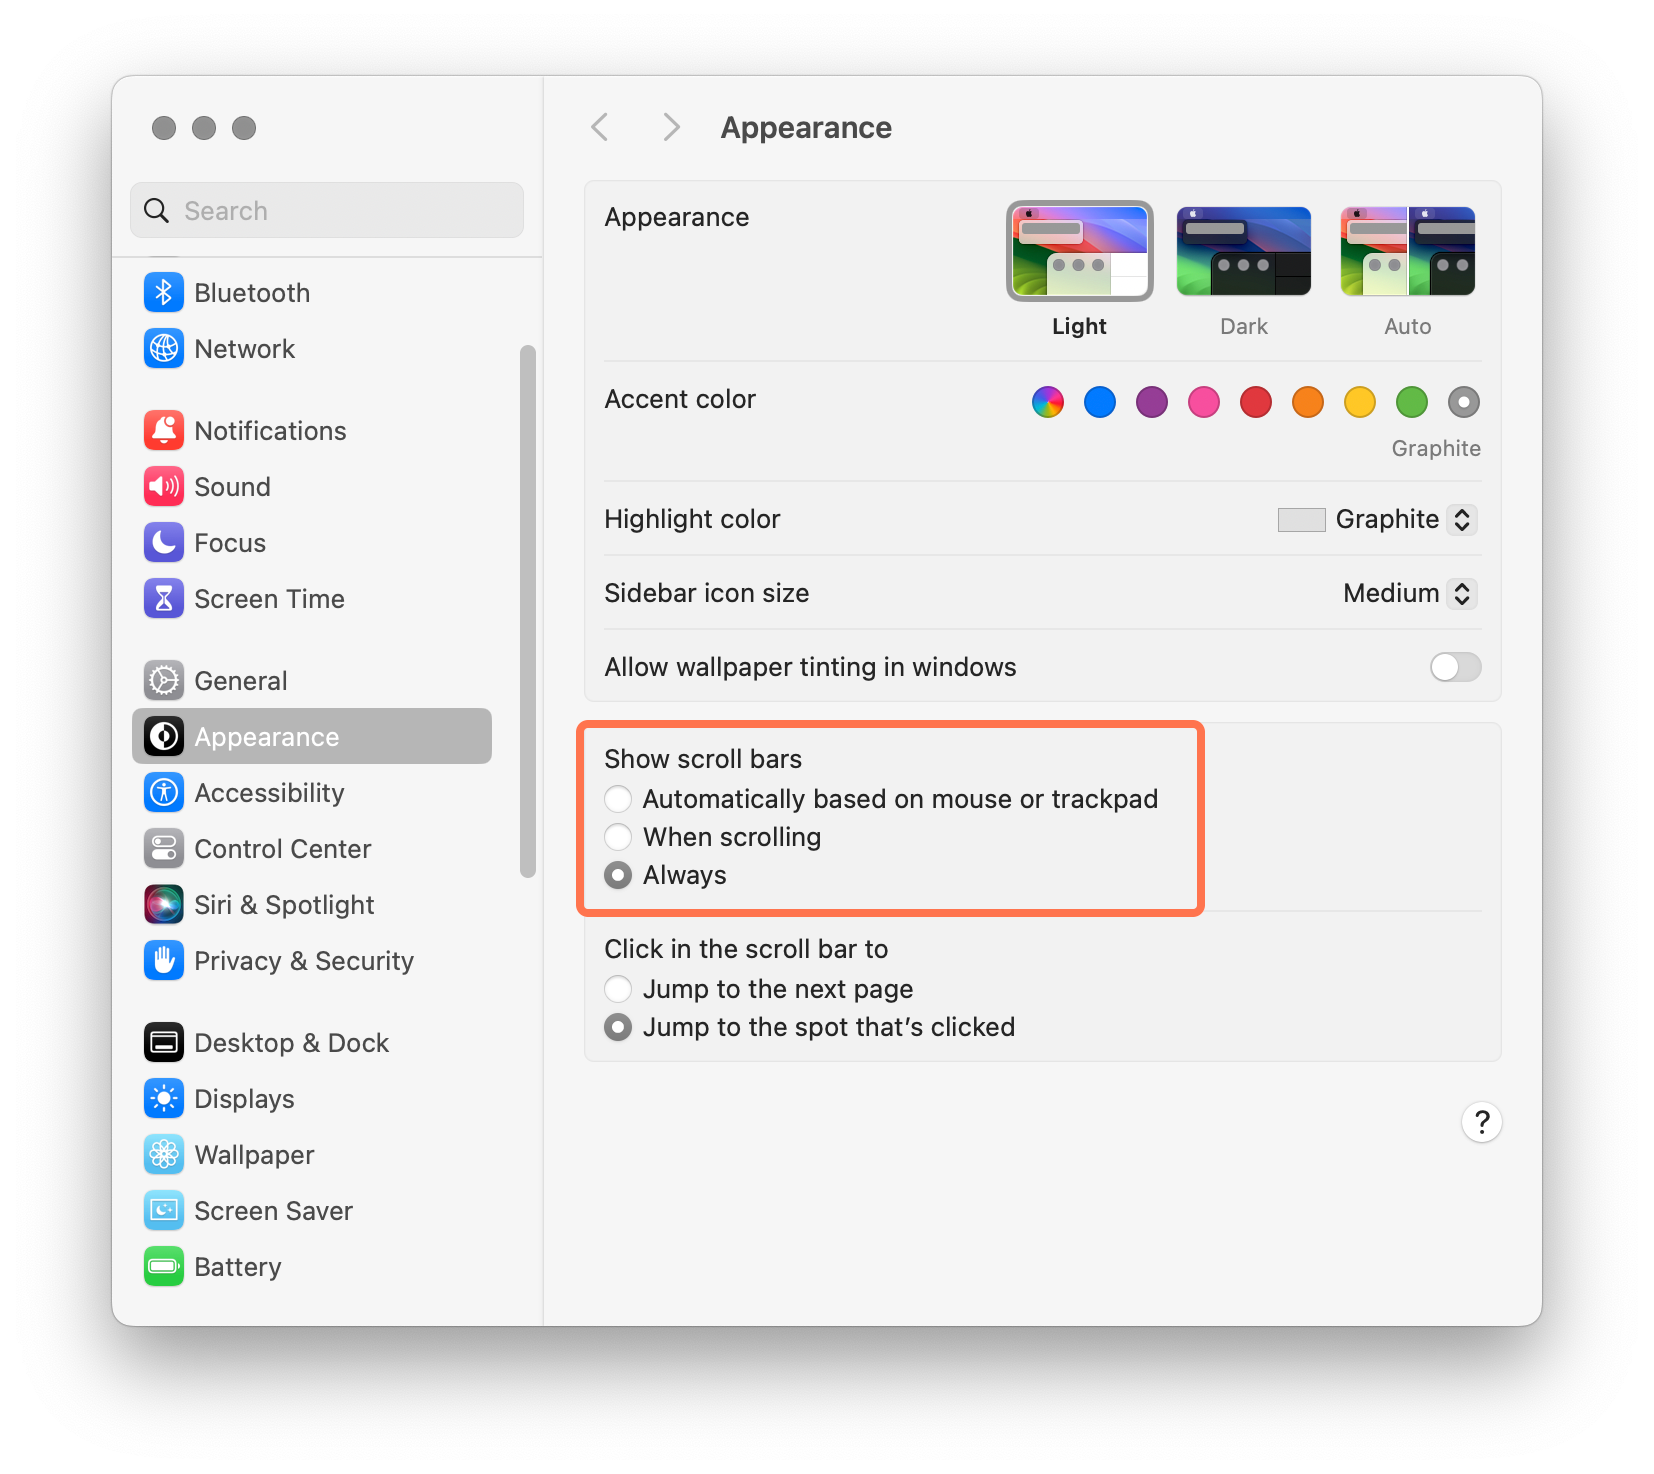 Search
Bluetooth
Network
Notifications
Sound
Focus
Screen Time
General
Appearance
Accessibility
Control Center
Siri & Spotlight
Privacy & Security
Desktop & Dock
Displays
Wallpaper
Screen Saver
Battery
Appearance
Appearance
Light
Dark
Auto
Accent color
Graphite
Highlight color
Graphite
Sidebar icon size
Medium
Allow wallpaper tinting in windows
Show scroll bars
Automatically based on mouse or trackpad
When scrolling
Always
Click in the scroll bar to
Jump to the next page
Jump to the spot that’s clicked
?